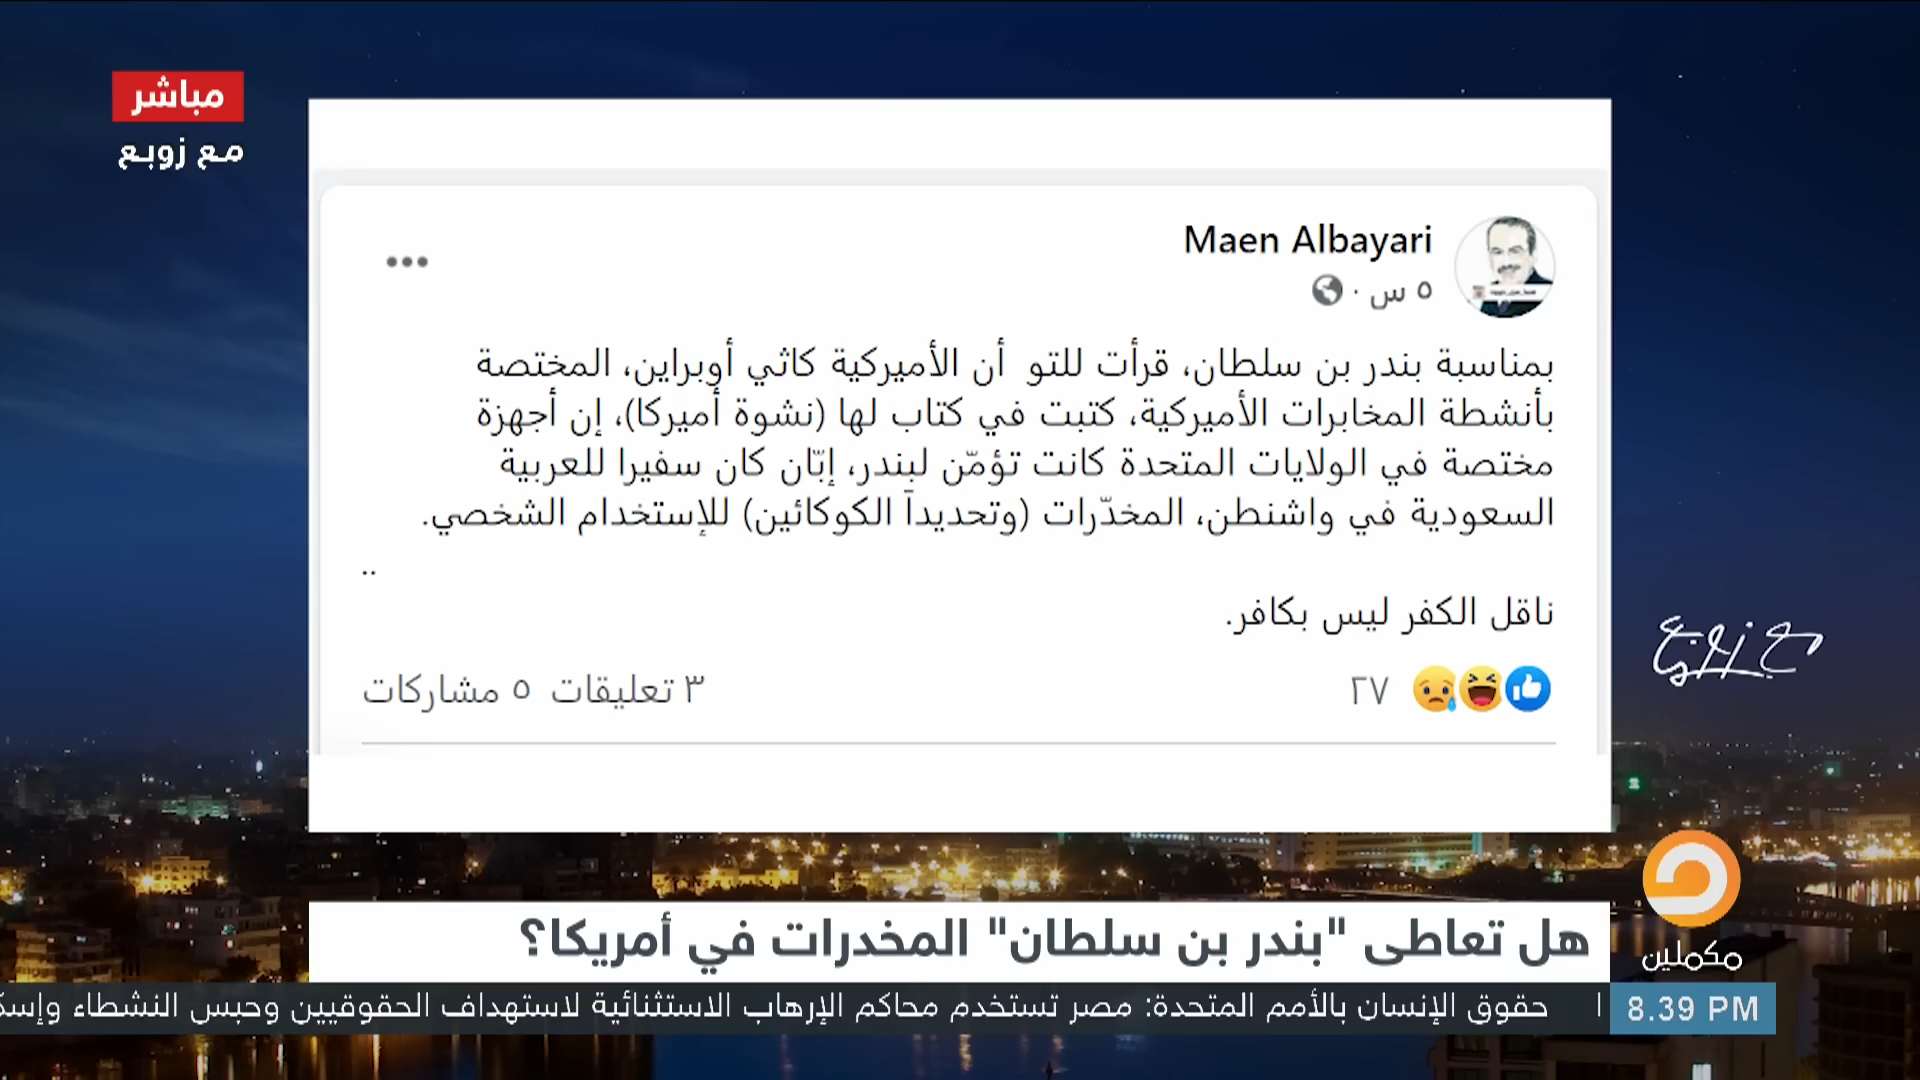 مباشر
مع زوبع
Maen Albayari
٥ س ·
بمناسبة بندر بن سلطان، قرأت للتو أن الأميركية كاثي أوبراين، المختصة
بأنشطة المخابرات الأميركية، كتبت في كتاب لها (نشوة أميركا)، إن أجهزة
مختصة في الولايات المتحدة كانت تؤمّن لبندر، إبّان كان سفيرا للعربية
السعودية في واشنطن، المخدّرات (وتحديداً الكوكائين) للإستخدام الشخصي.
..
ناقل الكفر ليس بكافر.
٢٧
٣ تعليقات ٥ مشاركات
مع زوبع
مكملين
هل تعاطى "بندر بن سلطان" المخدرات في أمريكا؟
8.39 PM
حقوق الإنسان بالأمم المتحدة: مصر تستخدم محاكم الإرهاب الاستثنائية لاستهداف الحقوقيين وحبس النشطاء